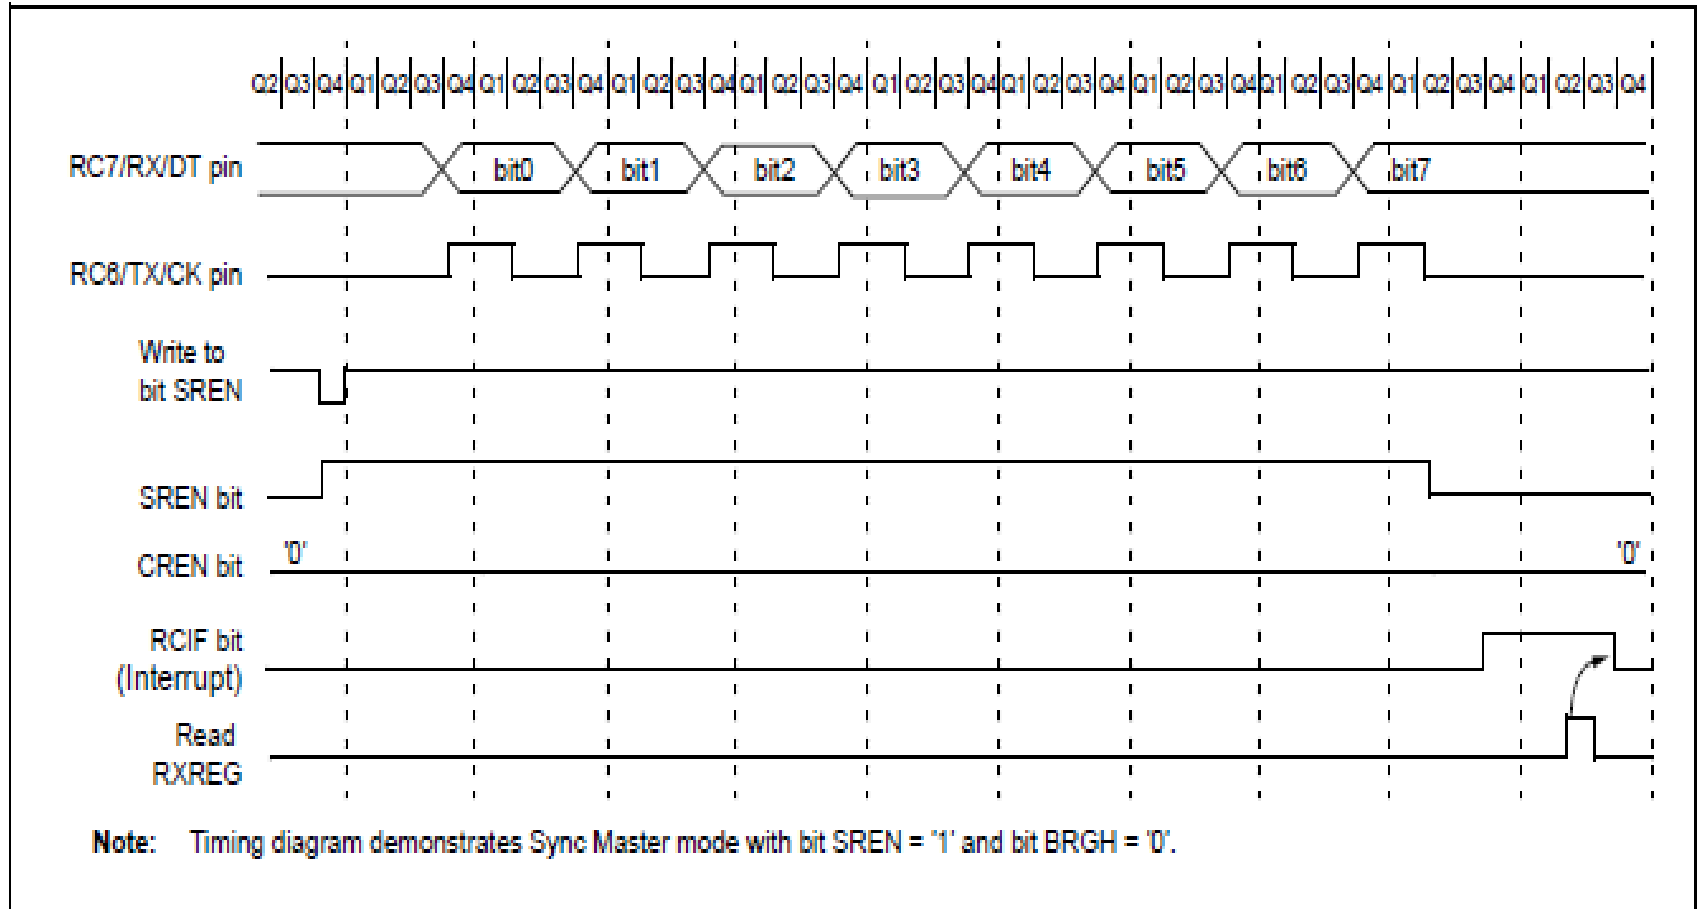 Q2 Q3 Q4 Q1 Q2 Q3 Q4 Q1 Q2 Q3 Q4 Q1 Q2 Q3 Q4 Q1 Q2 Q3 Q4 Q1 Q2 Q3 Q4 Q1 Q2 Q3 Q4 Q1 Q2 Q3 Q4 Q1 Q2 Q3 Q4 Q1 Q2 Q3 Q4 Q1 Q2 Q3 Q4
RC7/RX/DT pin bit0 bit1 bit2 bit3 bit4 bit5 bit6 bit7
RC6/TX/CK pin
Write to
bit SREN
SREN bit
CREN bit '0' '0'
RCIF bit
(Interrupt)
Read
RXREG
Note: Timing diagram demonstrates Sync Master mode with bit SREN = '1' and bit BRGH = '0'.